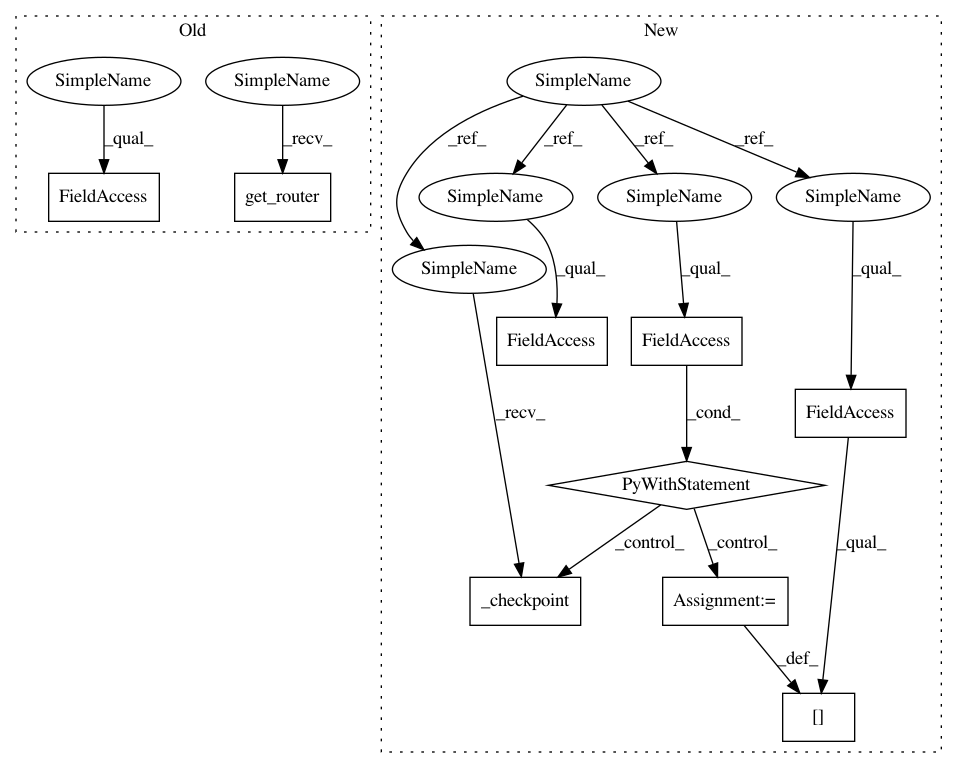 Old
New
SimpleName
SimpleName
SimpleName
_qual_
_recv_
_ref_
_ref_
_ref_
_ref_
FieldAccess
get_router
SimpleName
SimpleName
SimpleName
SimpleName
_qual_
_qual_
_qual_
FieldAccess
FieldAccess
FieldAccess
_recv_
_cond_
PyWithStatement
_control_
_control_
_qual_
_checkpoint
Assignment:=
_def_
[]